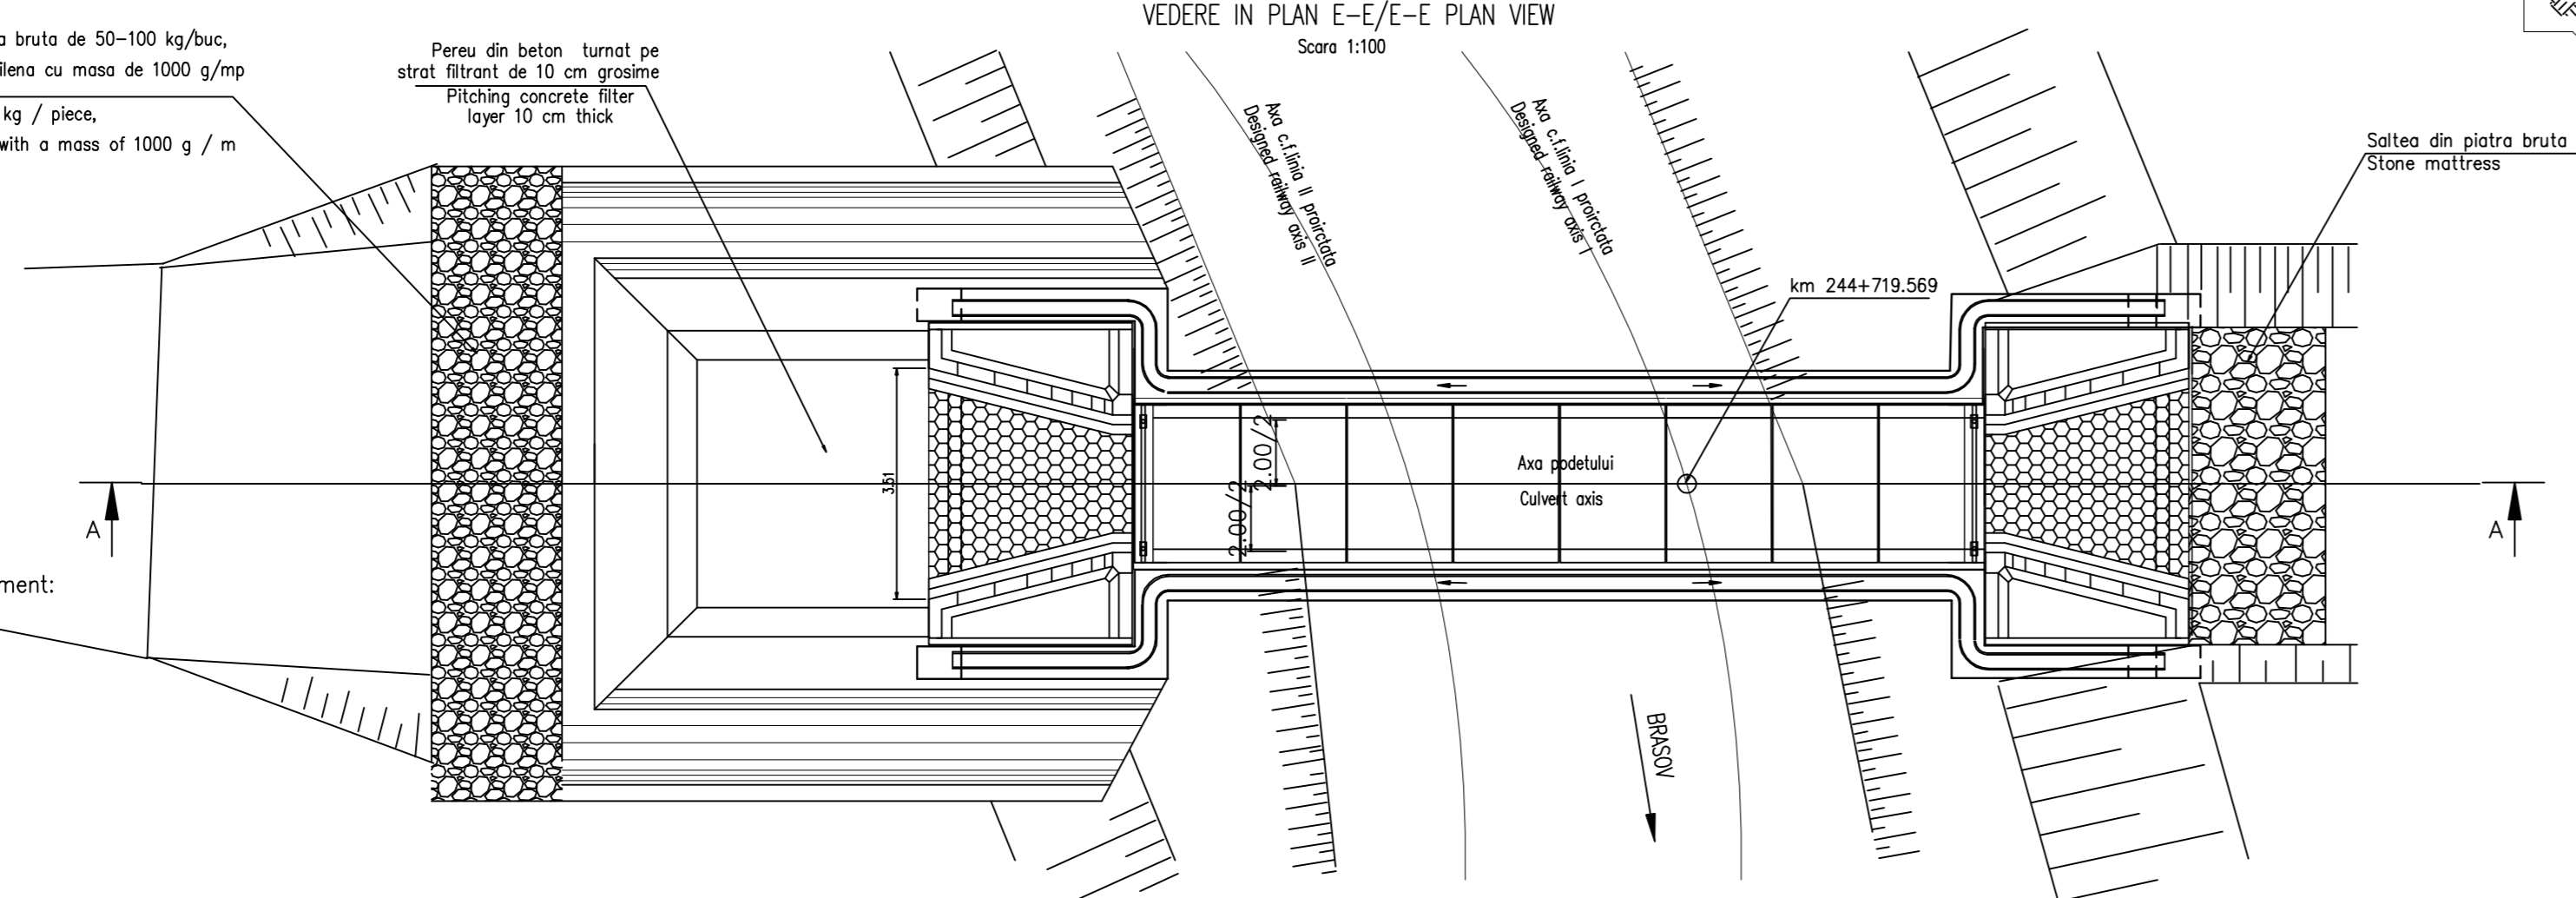 VEDERE IN PLAN E-E/E-E PLAN VIEW
Scara 1:100
a bruta de 50-100 kg/buc,
ilena cu masa de 1000 g/mp
kg / piece,
with a mass of 1000 g / m
Pereu din beton turnat pe
strat filtrant de 10 cm grosime
Pitching concrete filter
layer 10 cm thick
Axa c.f.linia II proirctata
Designed railway axis II
Axa c.f.linia I proirctata
Designed railway axis I
Saltea din piatra bruta
Stone mattress
km 244+719.569
3.51
2.00/2
2.00/2
Axa podetului
Culvert axis
A
A
ment:
BRASOV